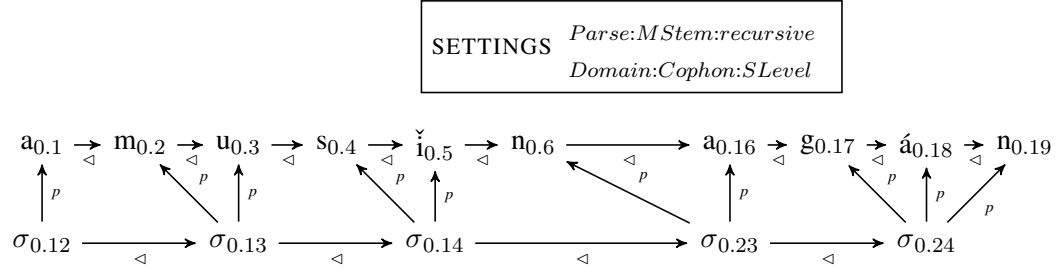 SETTINGS Parse:MStem:recursive
Domain:Cophon:SLevel
a0.1 ◁ m0.2 ◁ u0.3 ◁ s0.4 ◁ ǐ0.5 ◁ n0.6 ◁ a0.16 ◁ g0.17 ◁ á0.18 ◁ n0.19
p p p p p p p p p p
σ0.12 ◁ σ0.13 ◁ σ0.14 ◁ σ0.23 ◁ σ0.24